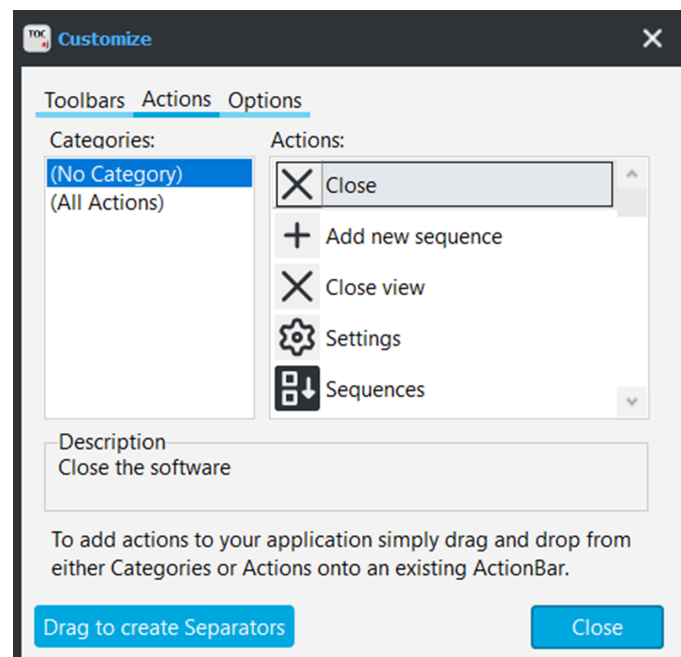 TOC
Customize
Toolbars Actions Options
Categories:
Actions:
(No Category)
(All Actions)
Close
Add new sequence
Close view
Settings
Sequences
Description
Close the software
To add actions to your application simply drag and drop from
either Categories or Actions onto an existing ActionBar.
Drag to create Separators
Close